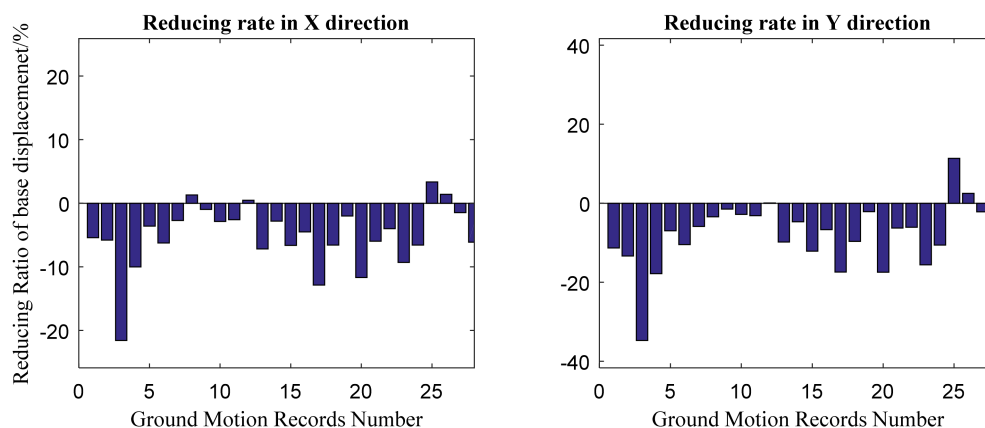 Reducing rate in X direction
Reducing Ratio of base displacemenet/%
20
10
0
-10
-20
0 5 10 15 20 25
Ground Motion Records Number
Reducing rate in Y direction
40
20
0
-20
-40
0 5 10 15 20 25
Ground Motion Records Number